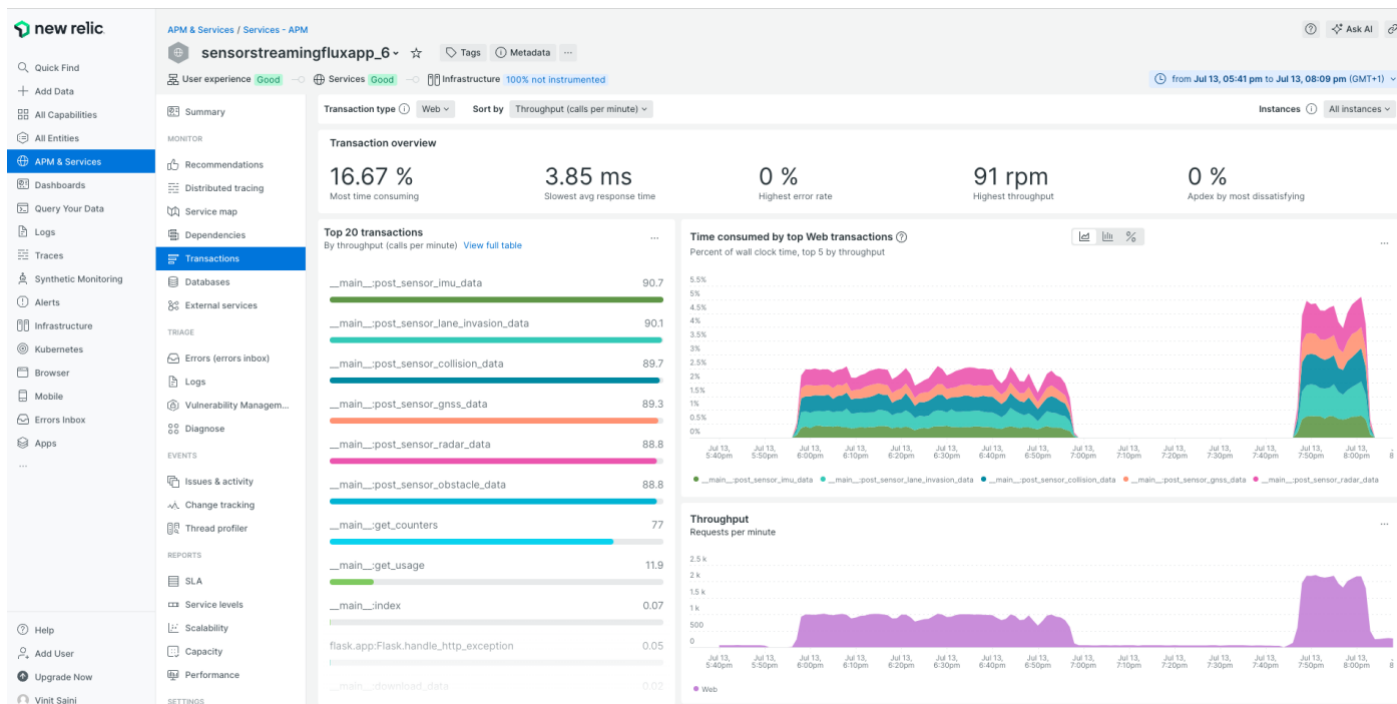 new relic
Quick Find
Add Data
All Capabilities
All Entities
APM & Services
Dashboards
Query Your Data
Logs
Traces
Synthetic Monitoring
Alerts
Infrastructure
Kubernetes
Browser
Mobile
Errors Inbox
Apps
...
Help
Add User
Upgrade Now
Vinit Saini
APM & Services / Services - APM
sensorstreamingfluxapp_6
Tags
Metadata
...
Ask AI
User experience Good
Services Good
Infrastructure 100% not instrumented
from Jul 13, 05:41 pm to Jul 13, 08:09 pm (GMT+1)
Summary
MONITOR
Recommendations
Distributed tracing
Service map
Dependencies
Transactions
Databases
External services
TRIAGE
Errors (errors inbox)
Logs
Vulnerability Managem...
Diagnose
EVENTS
Issues & activity
Change tracking
Thread profiler
REPORTS
SLA
Service levels
Scalability
Capacity
Performance
SETTINGS
Transaction type Web Sort by Throughput (calls per minute)
Instances All instances
Transaction overview
16.67 % 3.85 ms 0 % 91 rpm 0 %
Most time consuming Slowest avg response time Highest error rate Highest throughput Apdex by most dissatisfying
Top 20 transactions
By throughput (calls per minute) View full table
...
__main__:post_sensor_imu_data 90.7
__main__:post_sensor_lane_invasion_data 90.1
__main__:post_sensor_collision_data 89.7
__main__:post_sensor_gnss_data 89.3
__main__:post_sensor_radar_data 88.8
__main__:post_sensor_obstacle_data 88.8
__main__:get_counters 77
__main__:get_usage 11.9
__main__:index 0.07
flask.app:Flask.handle_http_exception 0.05
__main__:download_data 0.02
Time consumed by top Web transactions
Percent of wall clock time, top 5 by throughput
...
5.5%
5%
4.5%
4%
3.5%
3%
2.5%
2%
1.5%
1%
0.5%
0%
Jul 13, Jul 13, Jul 13, Jul 13, Jul 13, Jul 13, Jul 13, Jul 13, Jul 13, Jul 13, Jul 13, Jul 13, Jul 13, Jul 13, Jul 13,
5:40pm 5:50pm 6:00pm 6:10pm 6:20pm 6:30pm 6:40pm 6:50pm 7:00pm 7:10pm 7:20pm 7:30pm 7:40pm 7:50pm 8:00pm 8
__main__:post_sensor_imu_data __main__:post_sensor_lane_invasion_data __main__:post_sensor_collision_data __main__:post_sensor_gnss_data __main__:post_sensor_radar_data
Throughput
Requests per minute
...
2.5 k
2 k
1.5 k
1 k
500
0
Jul 13, Jul 13, Jul 13, Jul 13, Jul 13, Jul 13, Jul 13, Jul 13, Jul 13, Jul 13, Jul 13, Jul 13, Jul 13, Jul 13, Jul 13,
5:40pm 5:50pm 6:00pm 6:10pm 6:20pm 6:30pm 6:40pm 6:50pm 7:00pm 7:10pm 7:20pm 7:30pm 7:40pm 7:50pm 8:00pm 8
Web